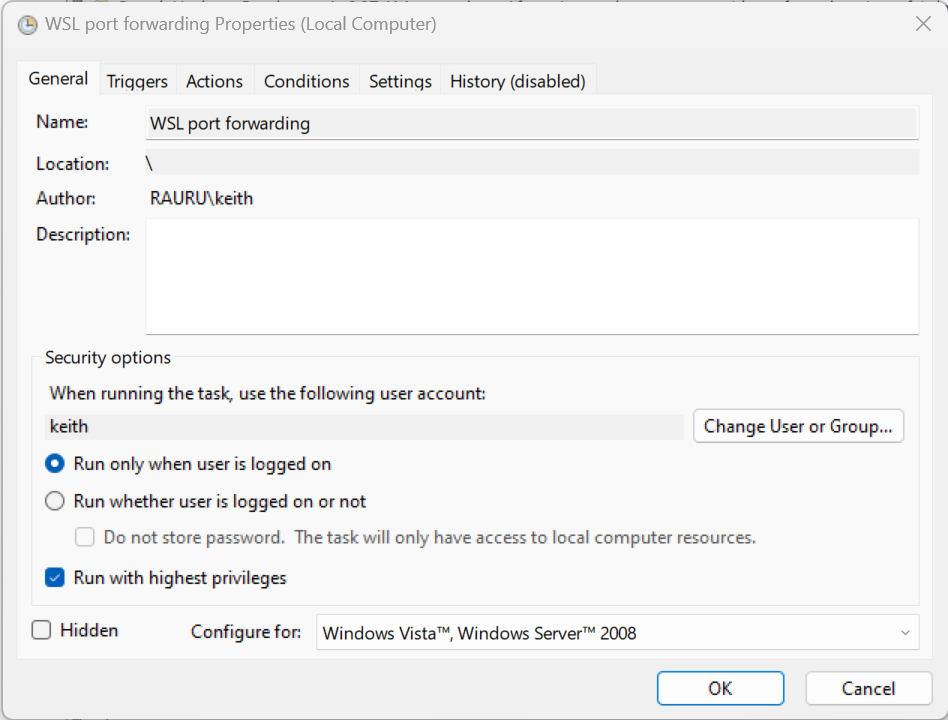 WSL port forwarding Properties (Local Computer)
General Triggers Actions Conditions Settings History (disabled)
Name: WSL port forwarding
Location: \
Author: RAURU\keith
Description:
Security options
When running the task, use the following user account:
keith Change User or Group...
Run only when user is logged on
Run whether user is logged on or not
Do not store password. The task will only have access to local computer resources.
Run with highest privileges
Hidden Configure for: Windows Vista™, Windows Server™ 2008
OK Cancel